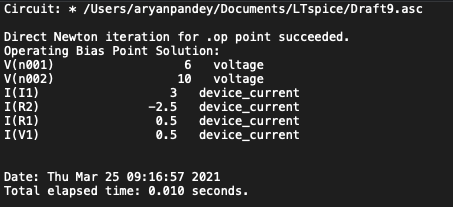 Circuit: * /Users/aryanpandey/Documents/LTspice/Draft9.asc
Direct Newton iteration for .op point succeeded.
Operating Bias Point Solution:
V(n001) 6 voltage
V(n002) 10 voltage
I(I1) 3 device_current
I(R2) -2.5 device_current
I(R1) 0.5 device_current
I(V1) 0.5 device_current
Date: Thu Mar 25 09:16:57 2021
Total elapsed time: 0.010 seconds.